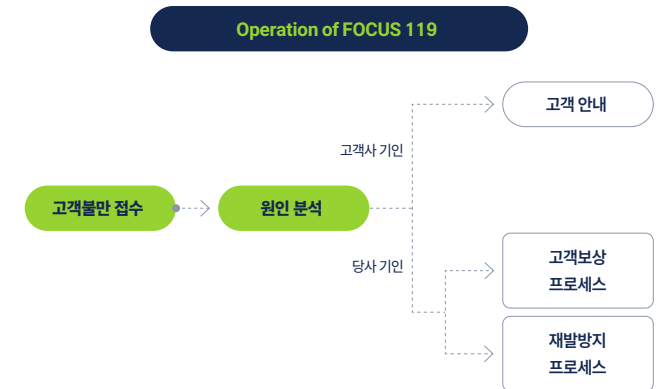 Operation of FOCUS 119
고객 안내
고객사 기인
고객불만 접수
원인 분석
당사 기인
고객보상
프로세스
재발방지
프로세스